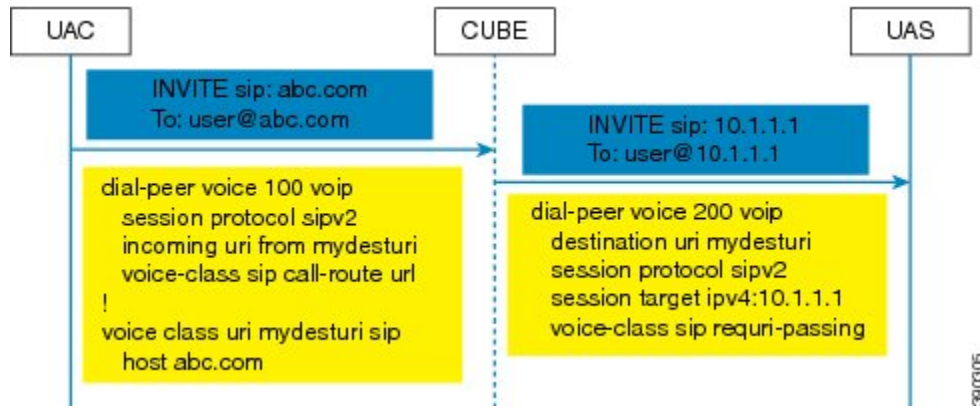 UAC
CUBE
UAS
INVITE sip: abc.com
To: user@abc.com
INVITE sip: 10.1.1.1
To: user@10.1.1.1
dial-peer voice 100 voip
session protocol sipv2
incoming uri from mydesturi
voice-class sip call-route url
!
voice class uri mydesturi sip
host abc.com
dial-peer voice 200 voip
destination uri mydesturi
session protocol sipv2
session target ipv4:10.1.1.1
voice-class sip requri-passing